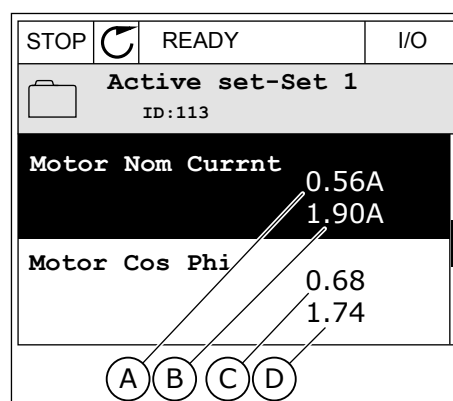 STOP READY I/O
Active set-Set 1
ID:113
Motor Nom Currnt
0.56A
1.90A
Motor Cos Phi
0.68
1.74
A B C D